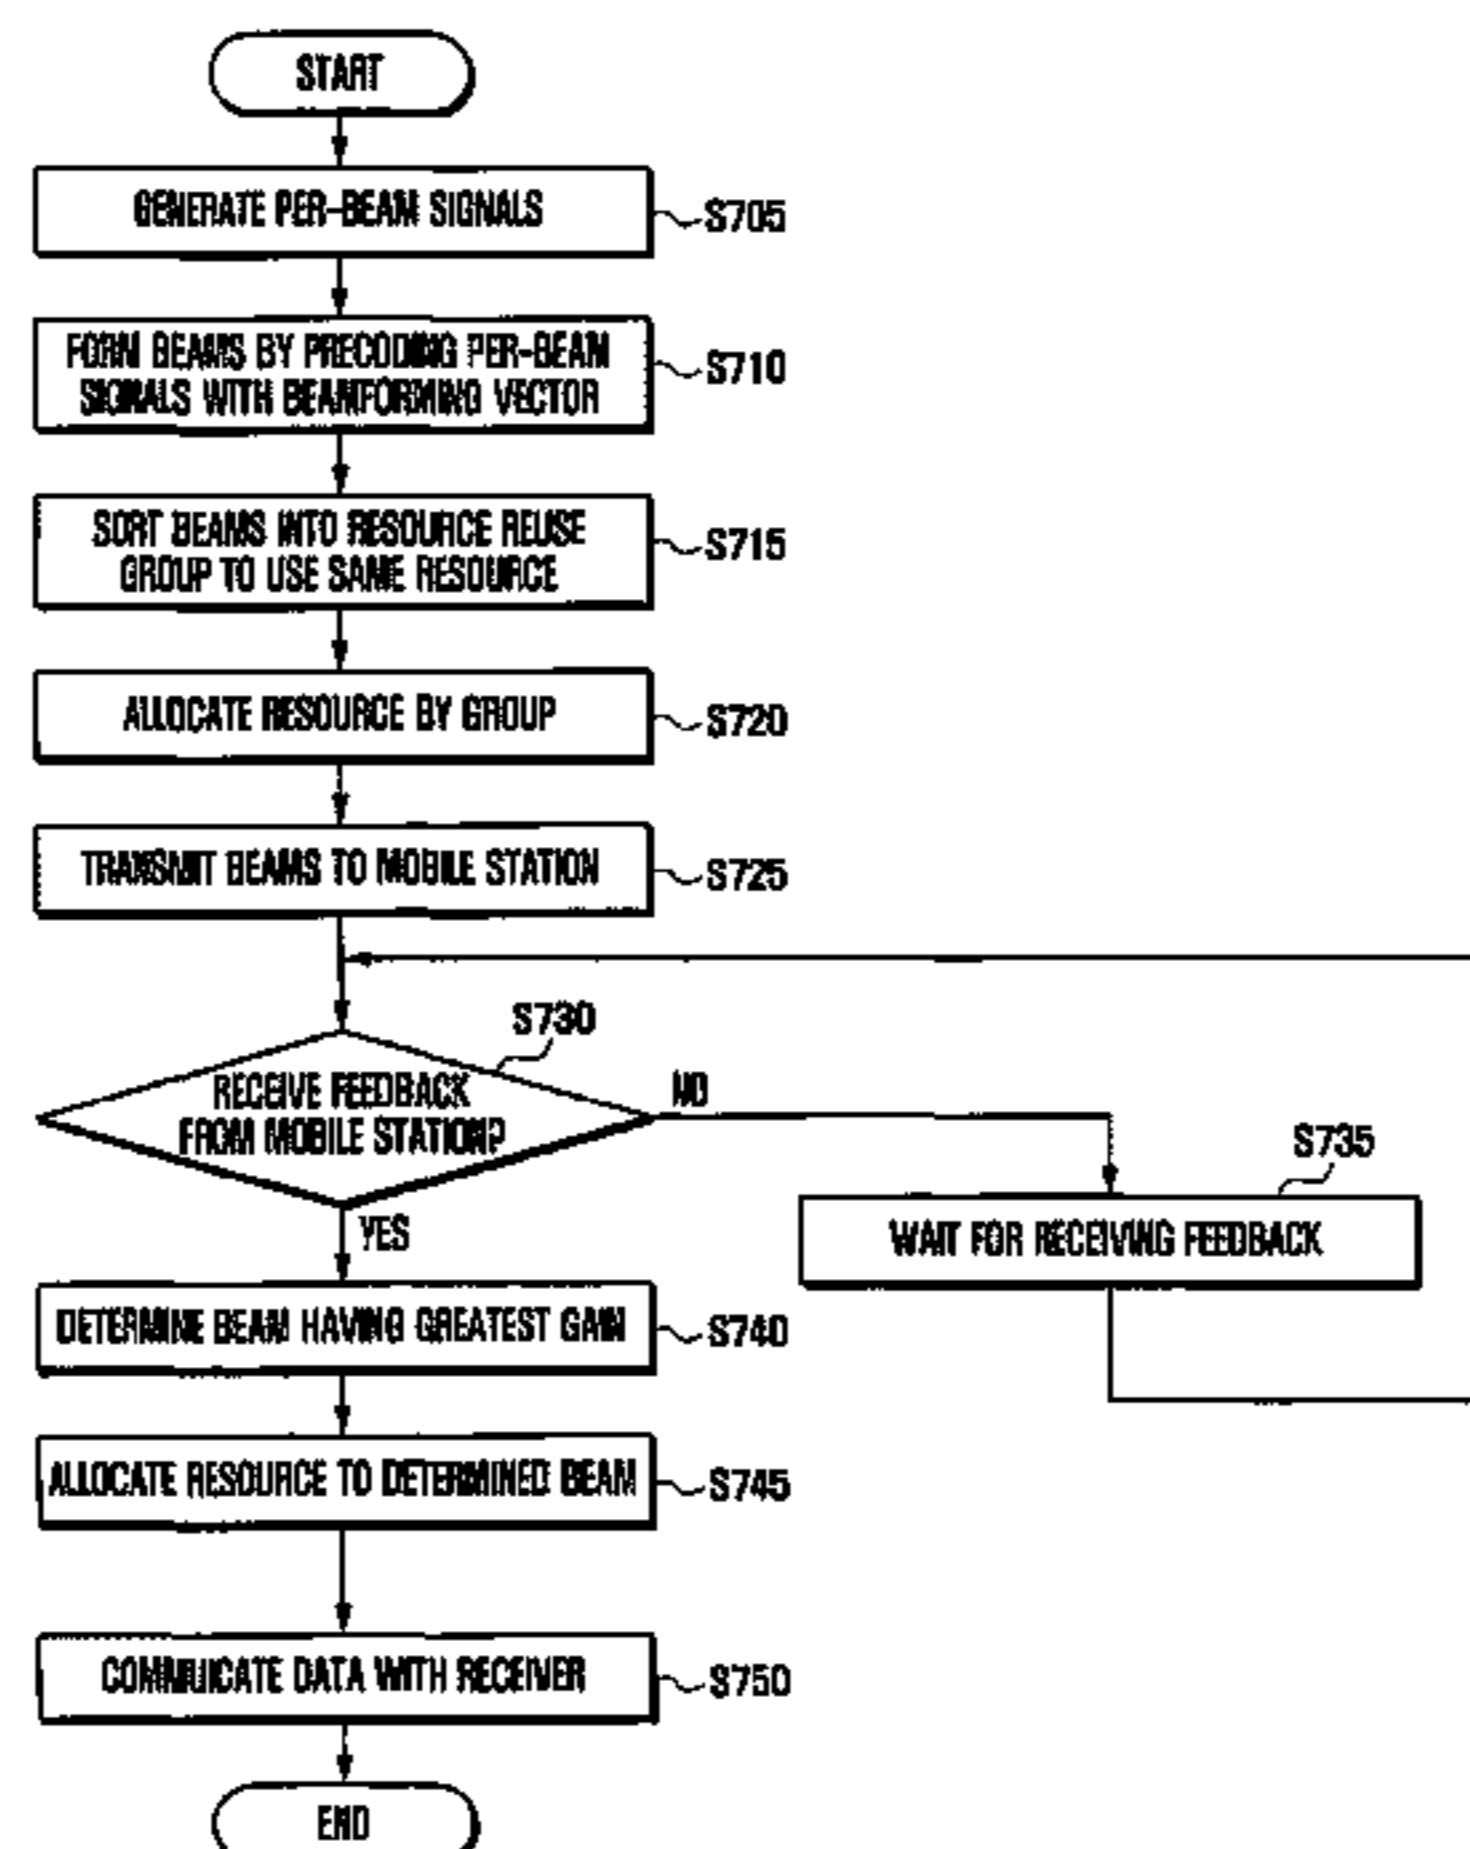 START
GENERATE PER-BEAM SIGNALS
S705
FORM BEAMS BY PRECODING PER-BEAM
SIGNALS WITH BEAMFORMING VECTOR
S710
SORT BEAMS INTO RESOURCE REUSE
GROUP TO USE SAME RESOURCE
S715
ALLOCATE RESOURCE BY GROUP
S720
TRANSMIT BEAMS TO MOBILE STATION
S725
S730
RECEIVE FEEDBACK
FROM MOBILE STATION?
NO
S735
WAIT FOR RECEIVING FEEDBACK
YES
DETERMINE BEAM HAVING GREATEST GAIN
S740
ALLOCATE RESOURCE TO DETERMINED BEAM
S745
COMMUICATE DATA WITH RECEIVER
S750
END